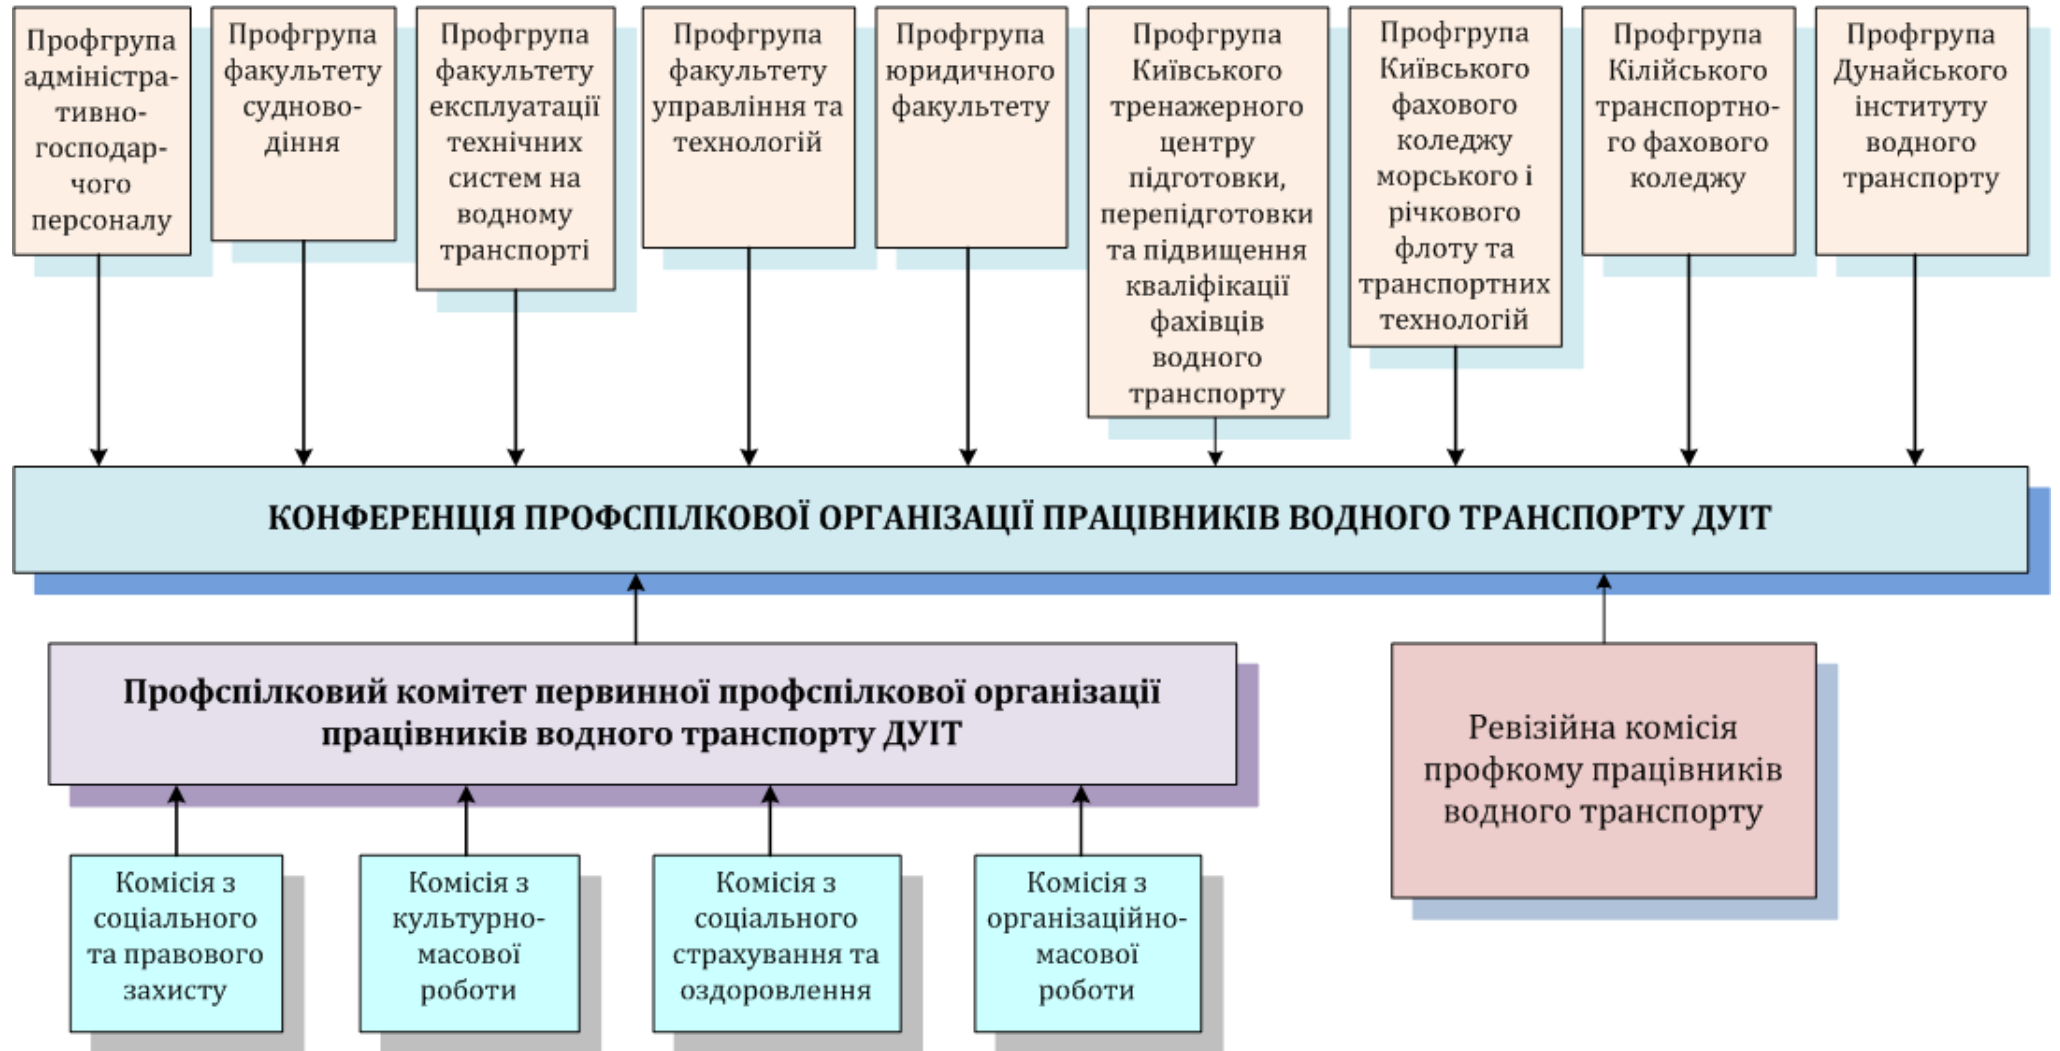 Профгрупа
адміністра-
тивно-
господар-
чого
персоналу
Профгрупа
факультету
судново-
діння
Профгрупа
факультету
експлуатації
технічних
систем на
водному
транспорті
Профгрупа
факультету
управління та
технологій
Профгрупа
юридичного
факультету
Профгрупа
Київського
тренажерного
центру
підготовки,
перепідготовки
та підвищення
кваліфікації
фахівців
водного
транспорту
Профгрупа
Київського
фахового
коледжу
морського і
річкового
флоту та
транспортних
технологій
Профгрупа
Кілійського
транспортно-
го фахового
коледжу
Профгрупа
Дунайського
інституту
водного
транспорту
КОНФЕРЕНЦІЯ ПРОФСПІЛКОВОЇ ОРГАНІЗАЦІЇ ПРАЦІВНИКІВ ВОДНОГО ТРАНСПОРТУ ДУІТ
Профспілковий комітет первинної профспілкової організації
працівників водного транспорту ДУІТ
Ревізійна комісія
профкому працівників
водного транспорту
Комісія з
соціального
та правового
захисту
Комісія з
культурно-
масової
роботи
Комісія з
соціального
страхування та
оздоровлення
Комісія з
організаційно-
масової
роботи